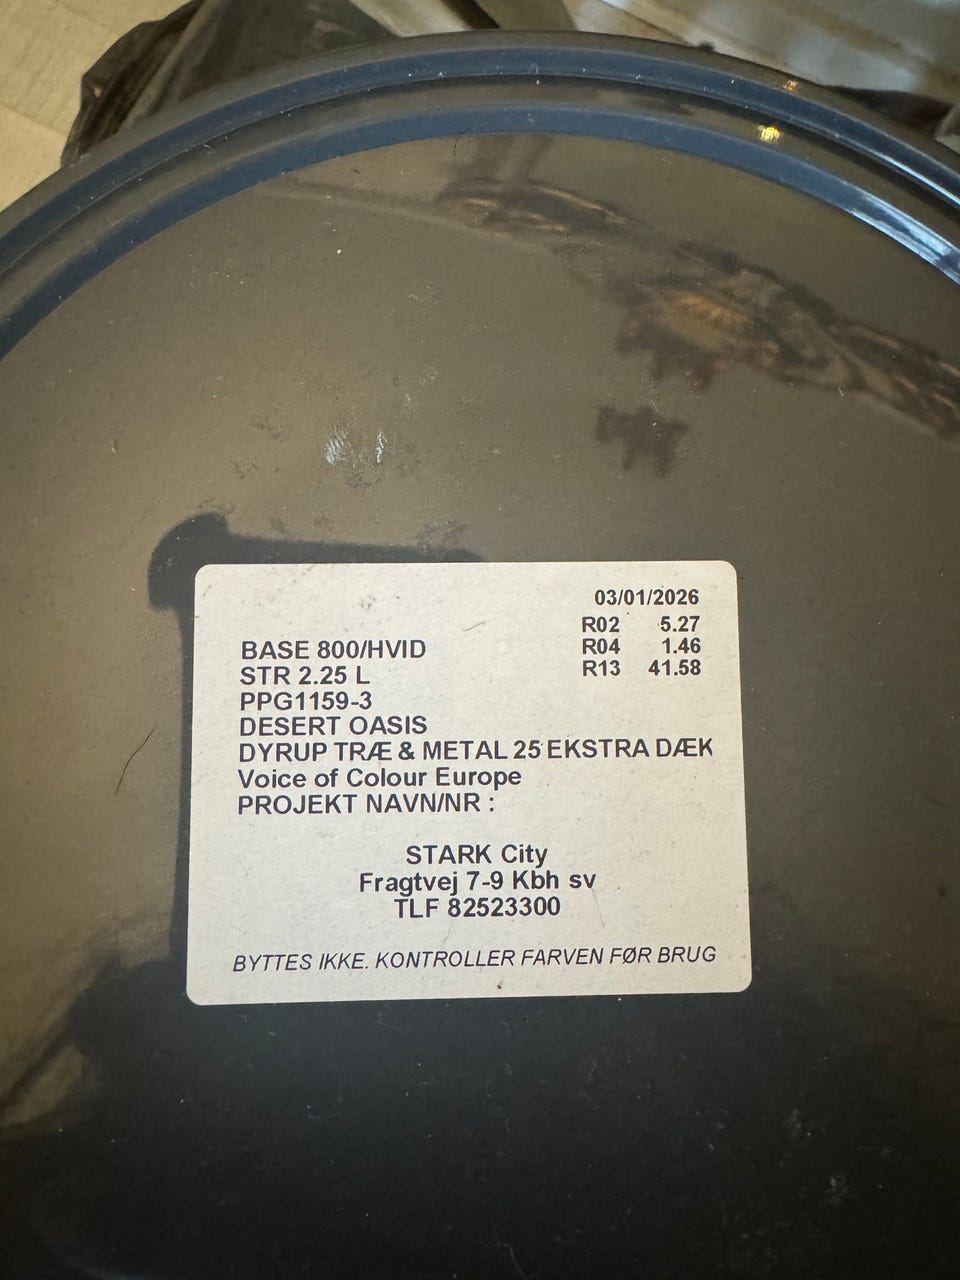 03/01/2026
R02 5.27
R04 1.46
R13 41.58
BASE 800/HVID
STR 2.25 L
PPG1159-3
DESERT OASIS
DYRUP TRÆ & METAL 25 EKSTRA DÆK
Voice of Colour Europe
PROJEKT NAVN/NR :
STARK City
Fragtvej 7-9 Kbh sv
TLF 82523300
BYTTES IKKE. KONTROLLER FARVEN FØR BRUG